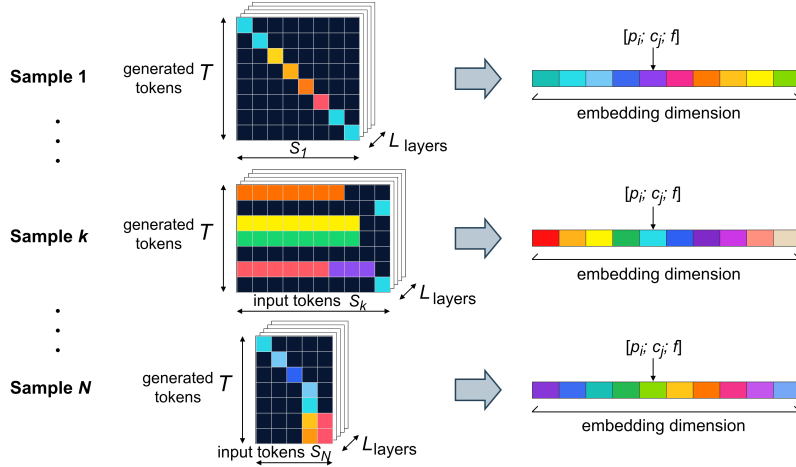 Sample 1
generated
tokens
T
S1
L layers
[pi; cj; f]
embedding dimension
Sample k
generated
tokens
T
input tokens Sk
L layers
[pi; cj; f]
embedding dimension
Sample N
generated
tokens
T
input tokens SN
L layers
[pi; cj; f]
embedding dimension